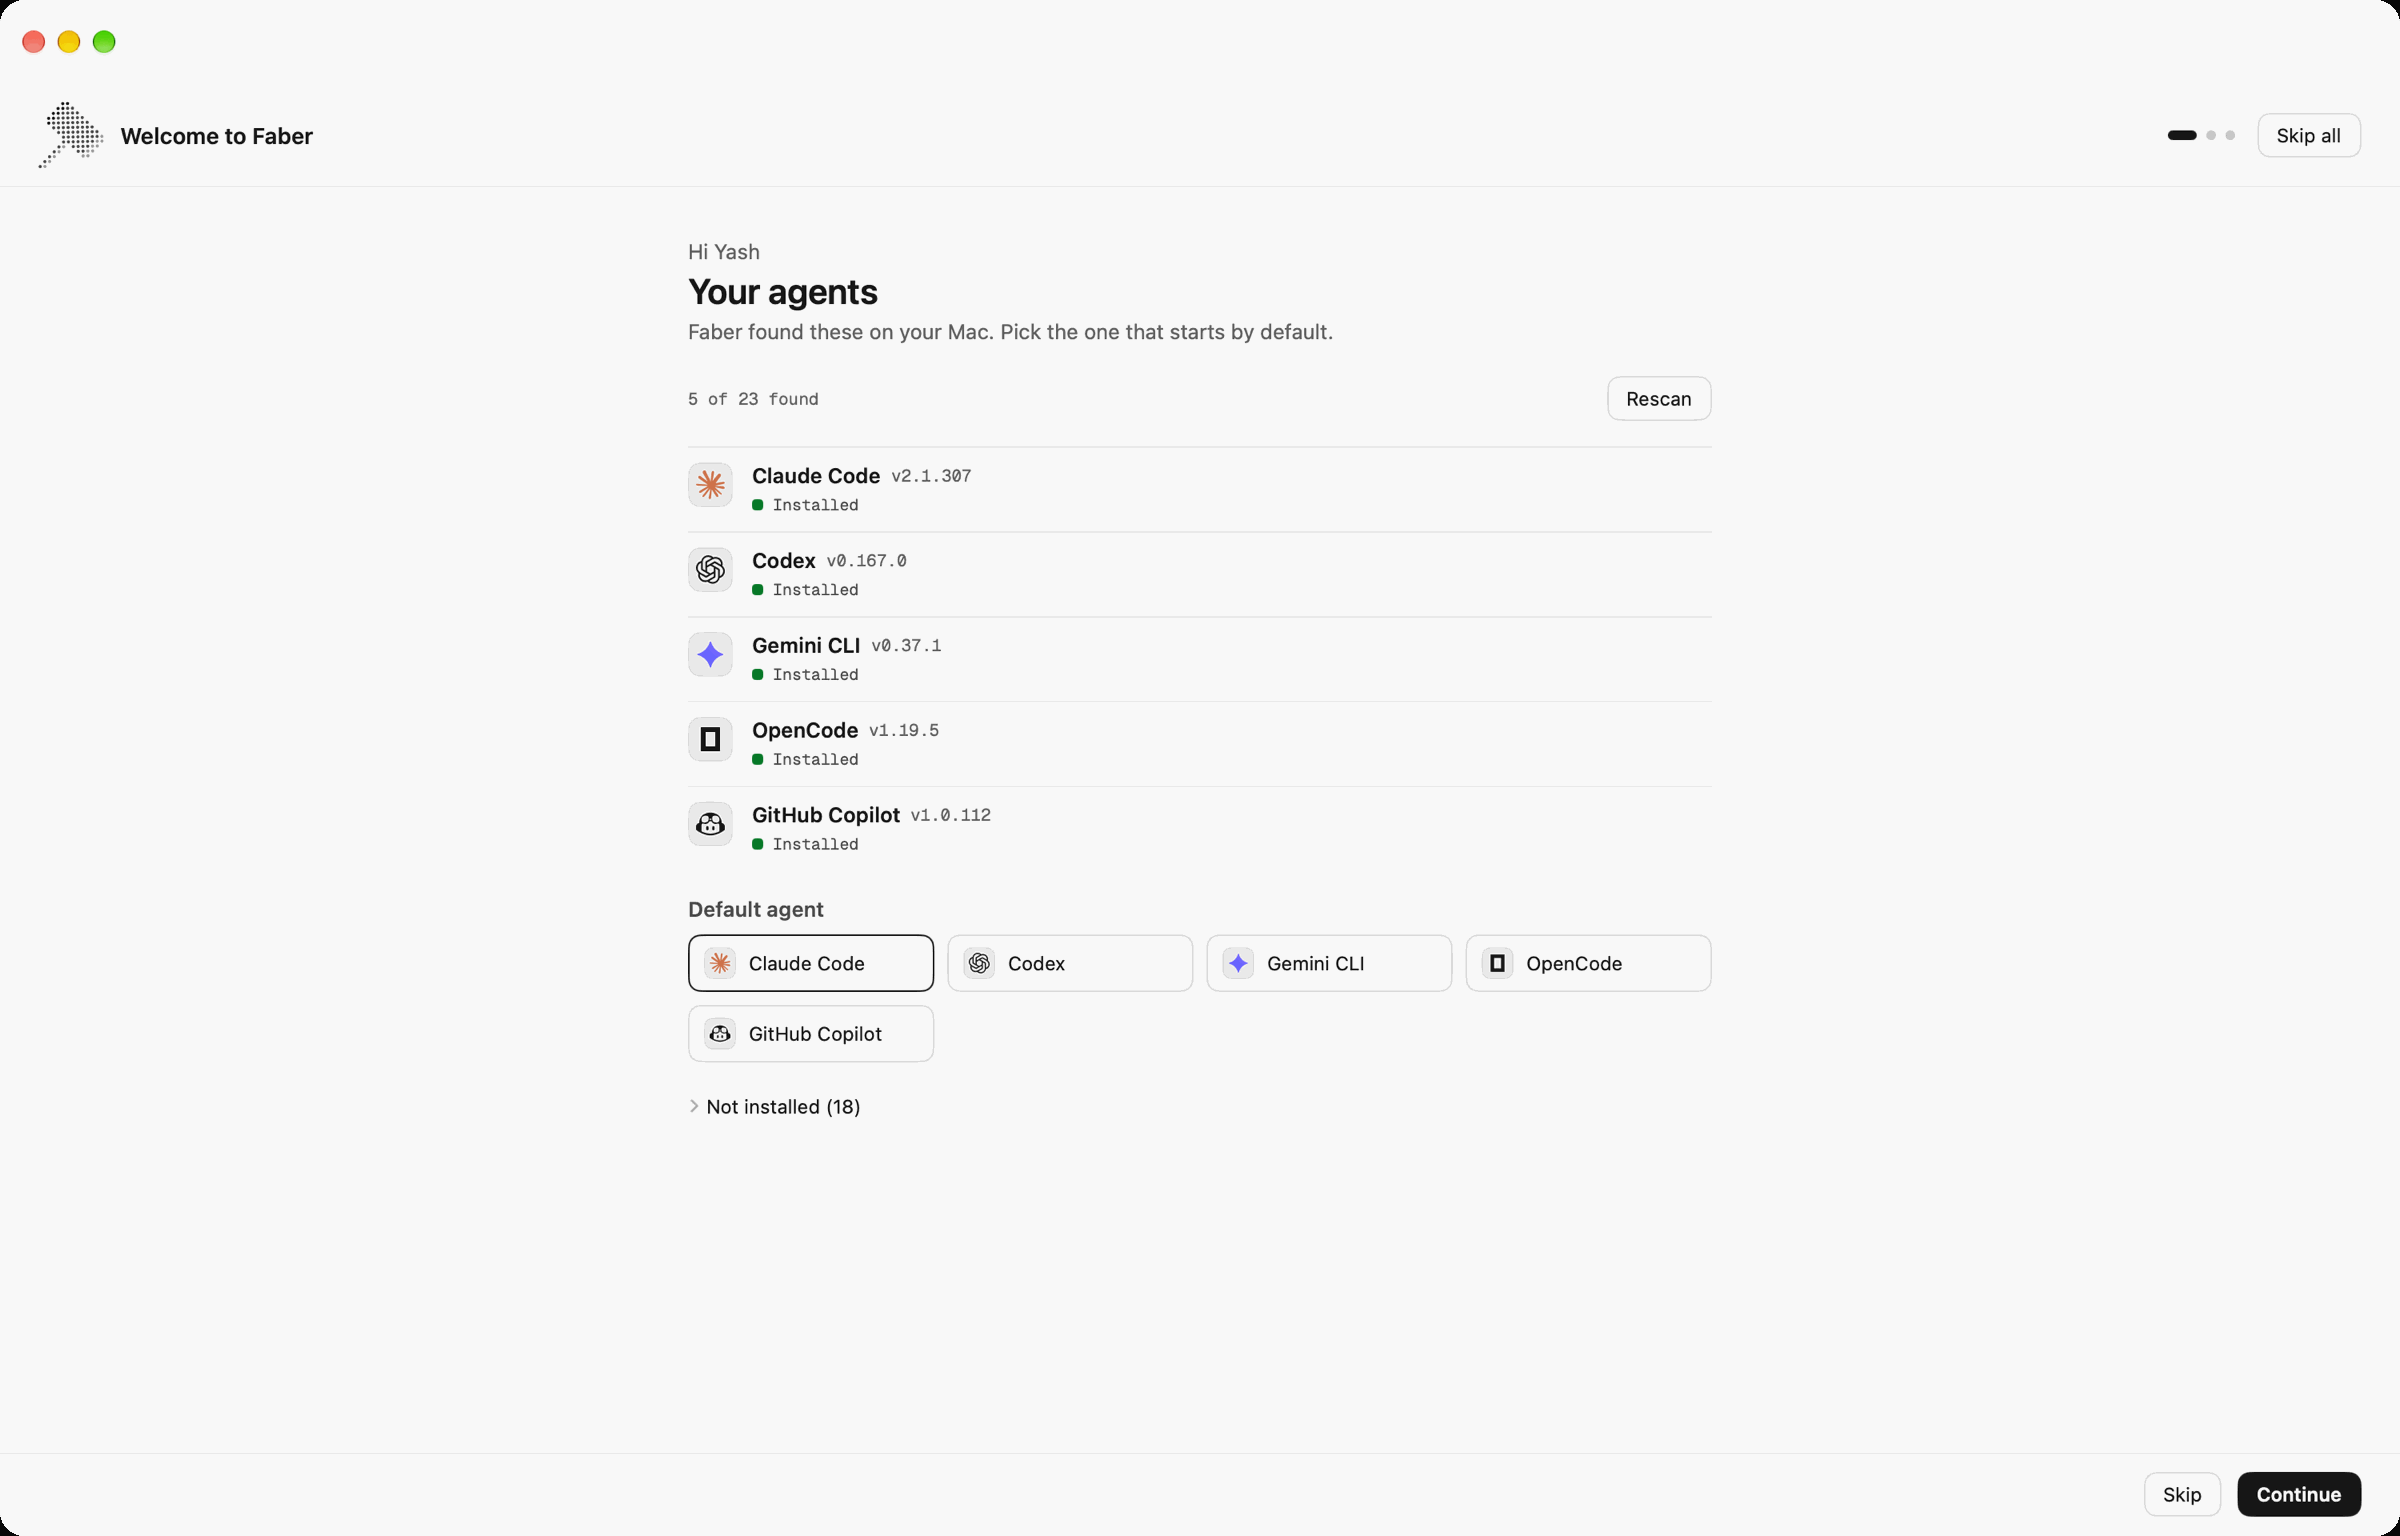 Welcome to Faber
Skip all
Hi Yash
Your agents
Faber found these on your Mac. Pick the one that starts by default.
5 of 23 found
Rescan
Claude Code v2.1.307
Installed
Codex v0.167.0
Installed
Gemini CLI v0.37.1
Installed
OpenCode v1.19.5
Installed
GitHub Copilot v1.0.112
Installed
Default agent
Claude Code
Codex
Gemini CLI
OpenCode
GitHub Copilot
Not installed (18)
Skip
Continue